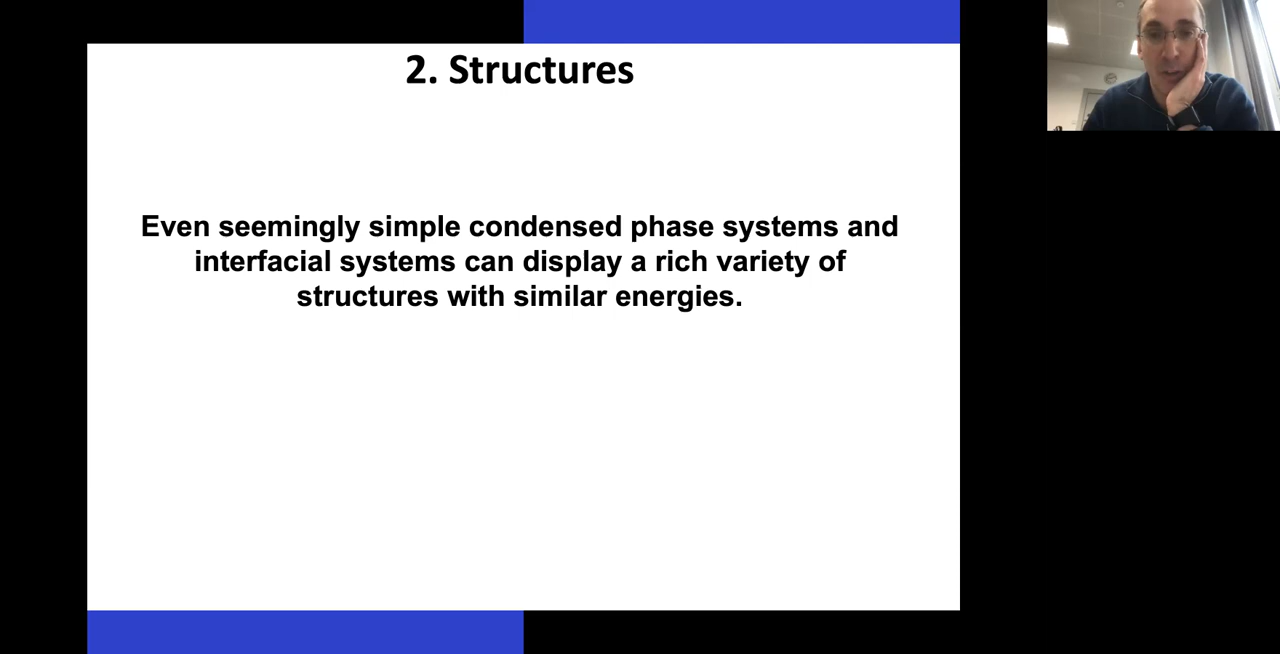 2. Structures
Even seemingly simple condensed phase systems and
interfacial systems can display a rich variety of
structures with similar energies.